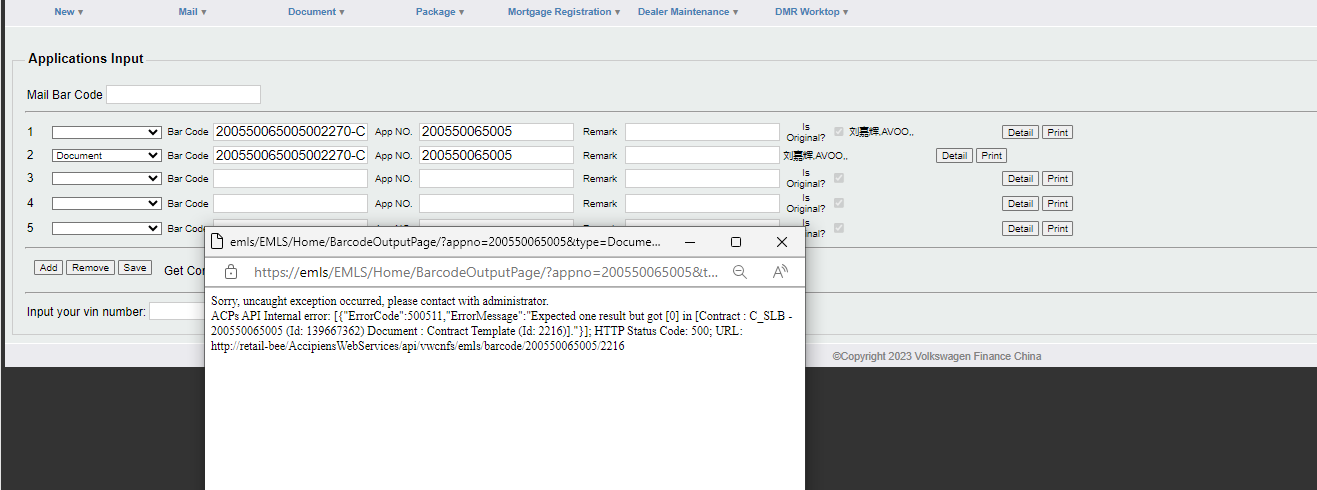 New ▾ Mail ▾ Document ▾ Package ▾ Mortgage Registration ▾ Dealer Maintenance ▾ DMR Worktop ▾
Applications Input
Mail Bar Code
1 Bar Code 200550065005002270-C App NO. 200550065005 Remark Is Original? 刘嘉辉,AVOO,, Detail Print
2 Document Bar Code 200550065005002270-C App NO. 200550065005 Remark 刘嘉辉,AVOO,, Detail Print
3 Bar Code App NO. Remark Is Original? Detail Print
4 Bar Code App NO. Remark Is Original? Detail Print
5 Bar Detail Print
Add Remove Save Get
Input your vin number:
emls/EMLS/Home/BarcodeOutputPage/?appno=200550065005&type=Docume...
https://emls/EMLS/Home/BarcodeOutputPage/?appno=200550065005&t...
Sorry, uncaught exception occurred, please contact with administrator.
ACPs API Internal error: [{"ErrorCode":500511,"ErrorMessage":"Expected one result but got [0] in [Contract : C_SLB -
200550065005 (Id: 139667362) Document : Contract Template (Id: 2216)]."}]; HTTP Status Code: 500; URL:
http://retail-bee/AccipiensWebServices/api/vwcnfs/emls/barcode/200550065005/2216
©Copyright 2023 Volkswagen Finance China